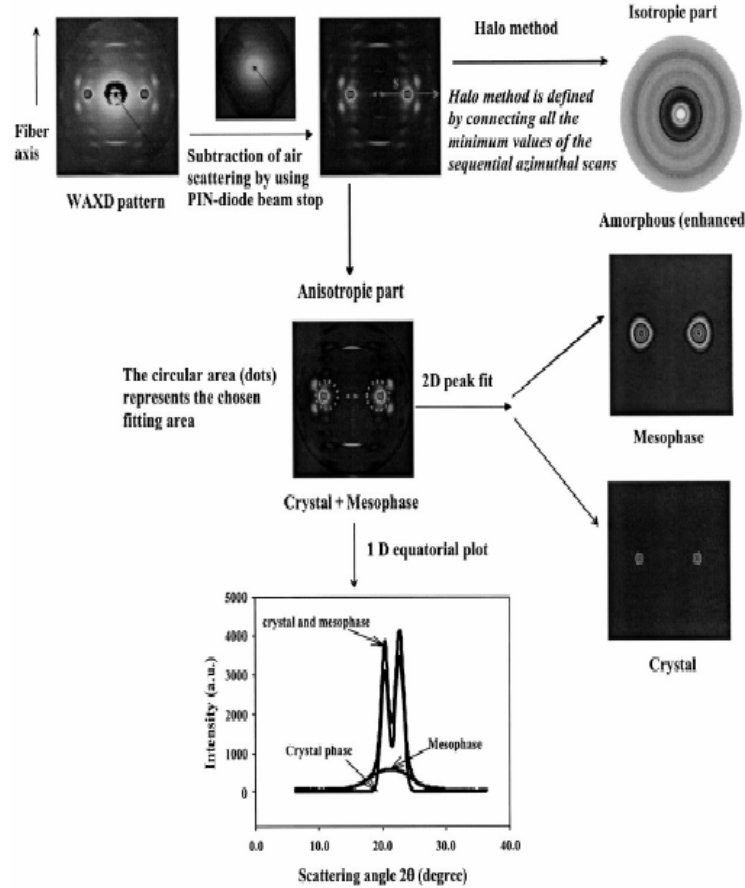 Halo method
Isotropic part
Fiber
axis
S
WAXD pattern
Subtraction of air
scattering by using
PIN-diode beam stop
Halo method is defined
by connecting all the
minimum values of the
sequential azimuthal scans
Amorphous (enhanced
Anisotropic part
The circular area (dots)
represents the chosen
fitting area
2D peak fit
Mesophase
Crystal + Mesophase
1 D equatorial plot
Crystal
5000
4000
3000
2000
1000
0
Intensity (a.u.)
crystal and mesophase
Crystal phase
Mesophase
0.0 10.0 20.0 30.0 40.0
Scattering angle 2θ (degree)